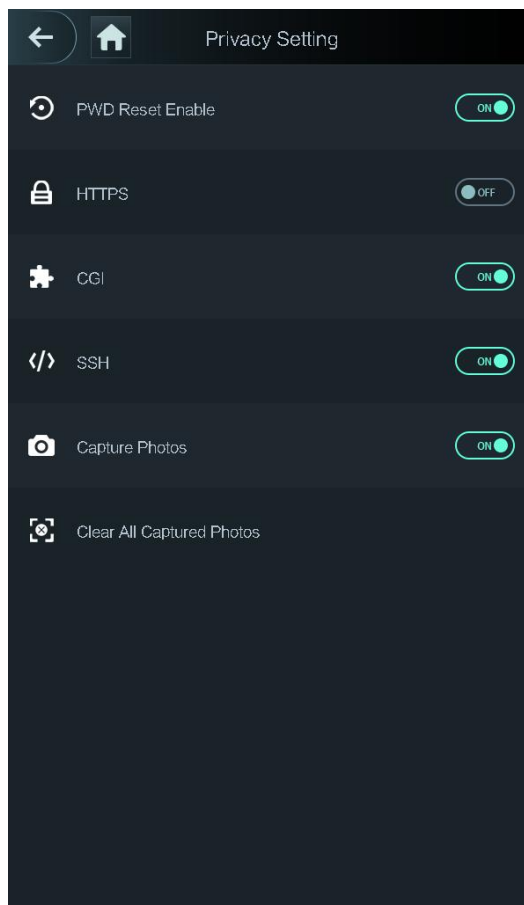 Privacy Setting
PWD Reset Enable ON
HTTPS OFF
CGI ON
SSH ON
Capture Photos ON
Clear All Captured Photos